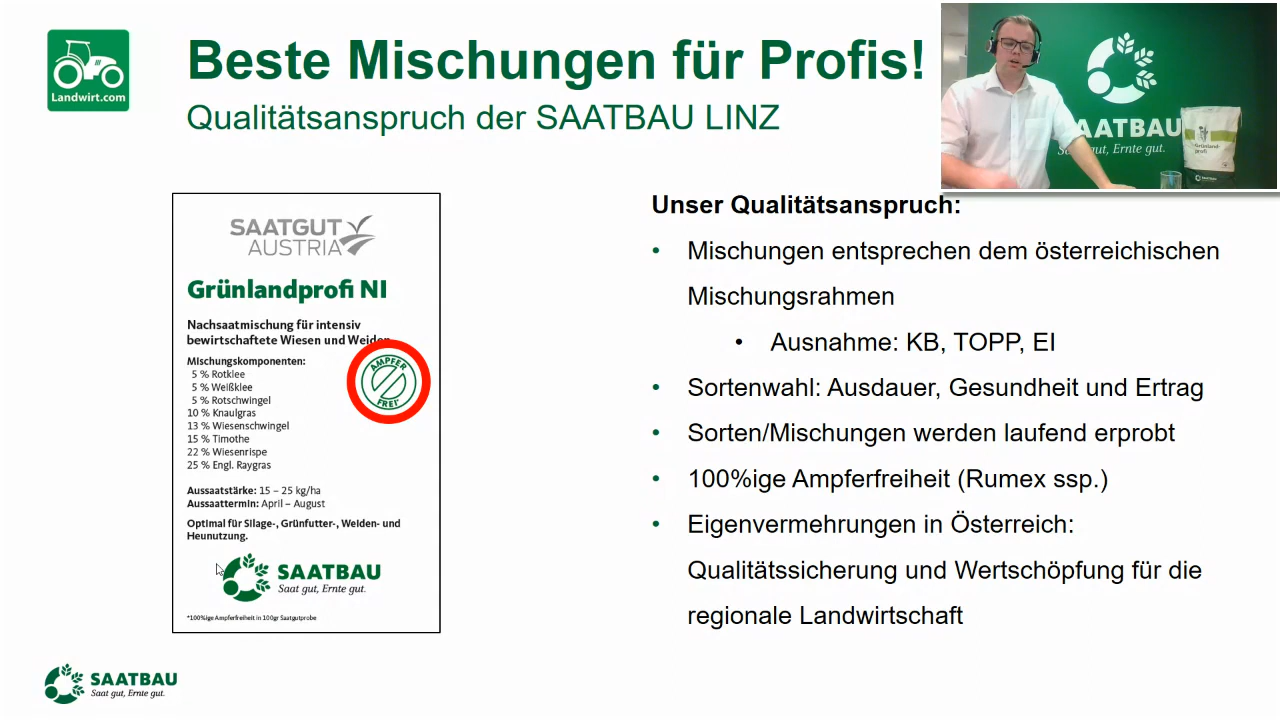 Landwirt.com
Beste Mischungen für Profis!
Qualitätsanspruch der SAATBAU LINZ
SAATBAU
gut, Ernte gut.
Grünland
profi
SAATBAU
SAATGUT
AUSTRIA
Grünlandprofi NI
Nachsaatmischung für intensiv
bewirtschaftete Wiesen und Weiden
Mischungskomponenten:
5 % Rotklee
5 % Weißklee
5 % Rotschwingel
10 % Knaulgras
13 % Wiesenschwingel
15 % Timothe
22 % Wiesenrispe
25 % Engl. Raygras
AMPFER
FREI*
Aussaatstärke: 15 – 25 kg/ha
Aussaattermin: April – August
Optimal für Silage-, Grünfutter-, Weiden- und
Heunutzung.
SAATBAU
Saat gut, Ernte gut.
*100%ige Ampferfreiheit in 100gr Saatgutprobe
Unser Qualitätsanspruch:
• Mischungen entsprechen dem österreichischen
Mischungsrahmen
• Ausnahme: KB, TOPP, EI
• Sortenwahl: Ausdauer, Gesundheit und Ertrag
• Sorten/Mischungen werden laufend erprobt
• 100%ige Ampferfreiheit (Rumex ssp.)
• Eigenvermehrungen in Österreich:
Qualitätssicherung und Wertschöpfung für die
regionale Landwirtschaft
SAATBAU
Saat gut, Ernte gut.